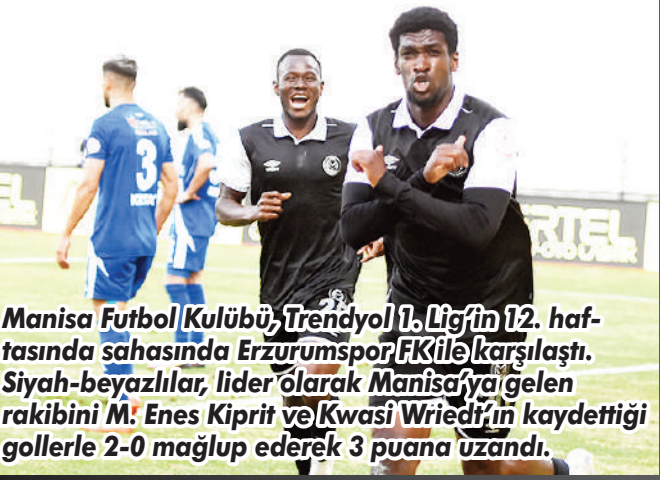 3
RTEL
Manisa Futbol Kulübü, Trendyol 1. Lig’in 12. haf-
tasında sahasında Erzurumspor FK ile karşılaştı.
Siyah-beyazlılar, lider olarak Manisa’ya gelen
rakibini M. Enes Kiprit ve Kwasi Wriedt’in kaydettiği
gollerle 2-0 mağlup ederek 3 puana uzandı.